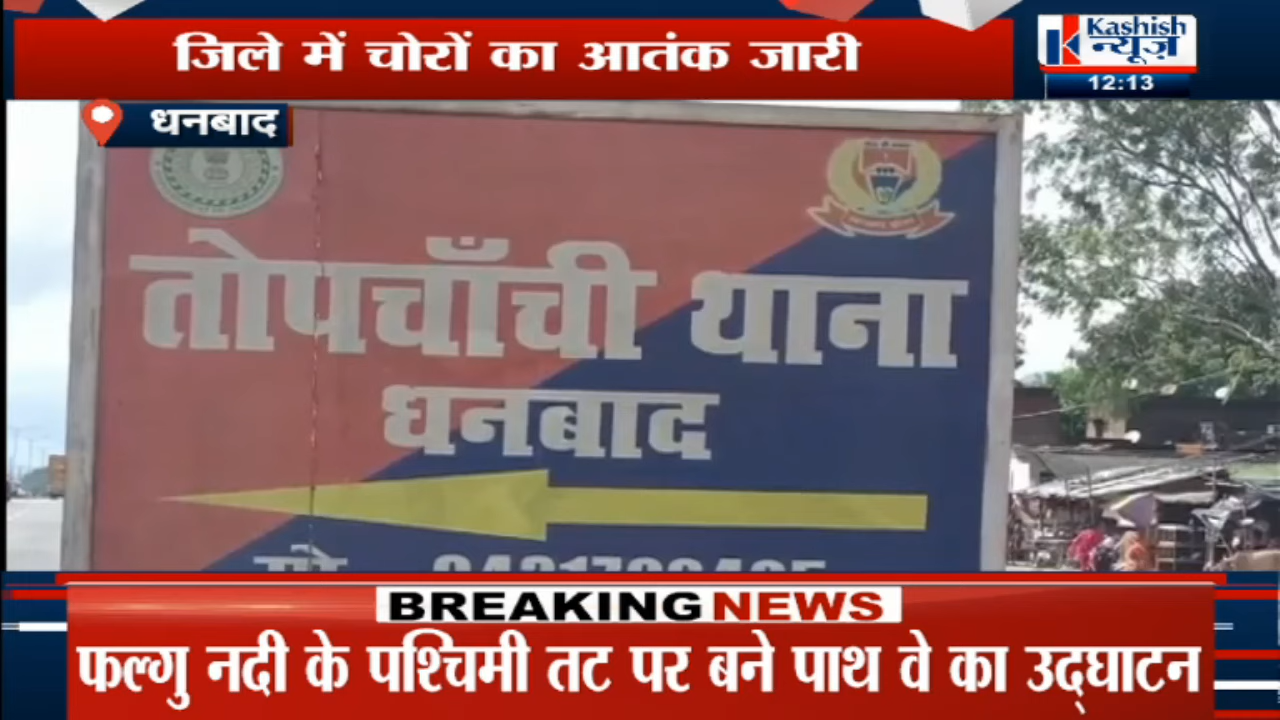 जिले में चोरों का आतंक जारी
Kashish
न्यूज़
12:13
धनबाद
तोपचाँची थाना
धनबाद
BREAKING NEWS
फल्गु नदी के पश्चिमी तट पर बने पाथ वे का उद्घाटन